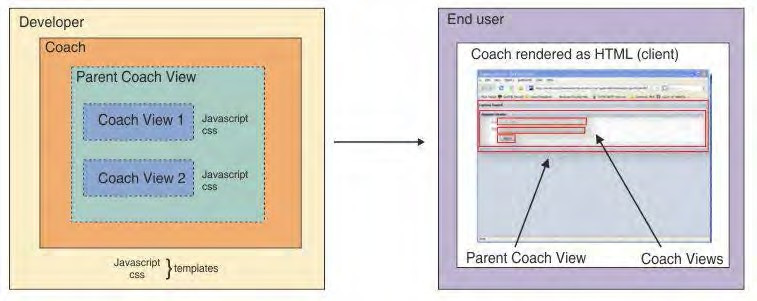 Developer
Coach
Parent Coach View
Coach View 1
Javascript
css
Coach View 2
Javascript
css
Javascript
css
} templates
End user
Coach rendered as HTML (client)
Parent Coach View
Coach Views